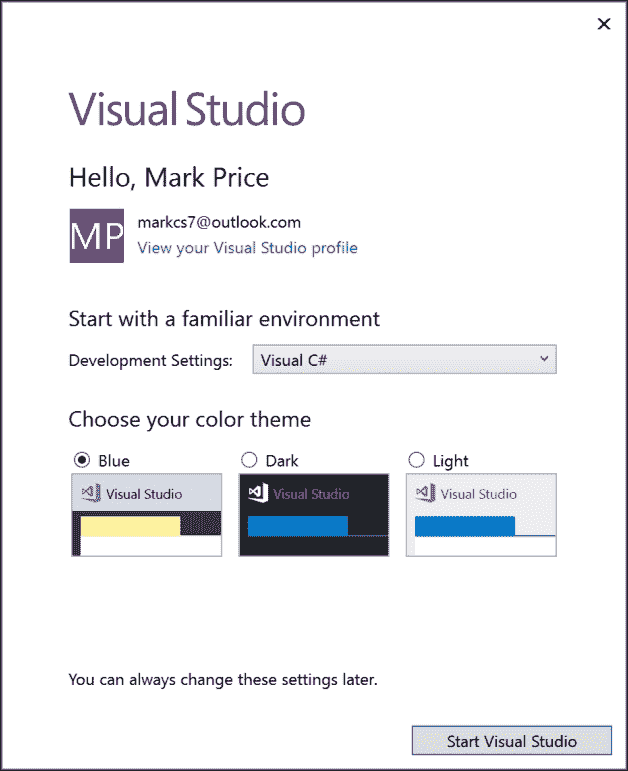 Visual Studio
Hello, Mark Price
MP
markcs7@outlook.com
View your Visual Studio profile
Start with a familiar environment
Development Settings: Visual C#
Choose your color theme
Blue Dark Light
Visual Studio Visual Studio Visual Studio
You can always change these settings later.
Start Visual Studio